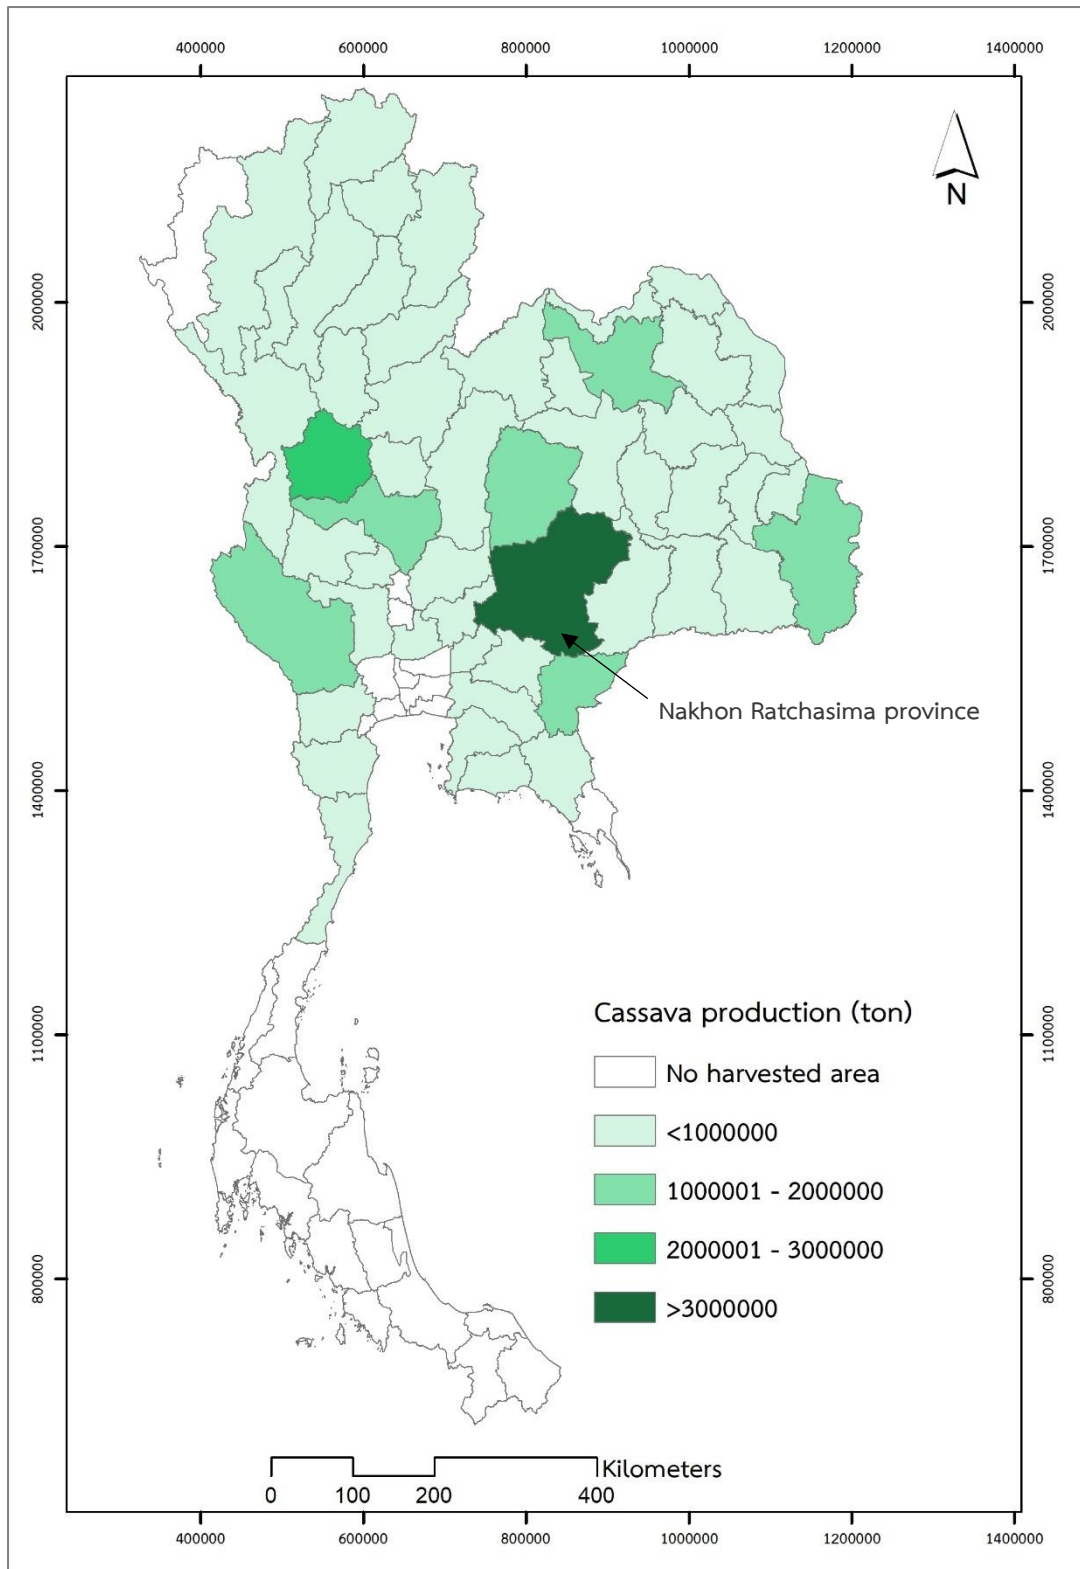 400000 600000 800000 1000000 1200000 1400000
N
2000000 2000000
1700000 1700000
Nakhon Ratchasima province
1400000 1400000
Cassava production (ton)
1100000 1100000
No harvested area
<1000000
1000001 - 2000000
2000001 - 3000000
800000 800000
>3000000
Kilometers
0 100 200 400
400000 600000 800000 1000000 1200000 1400000